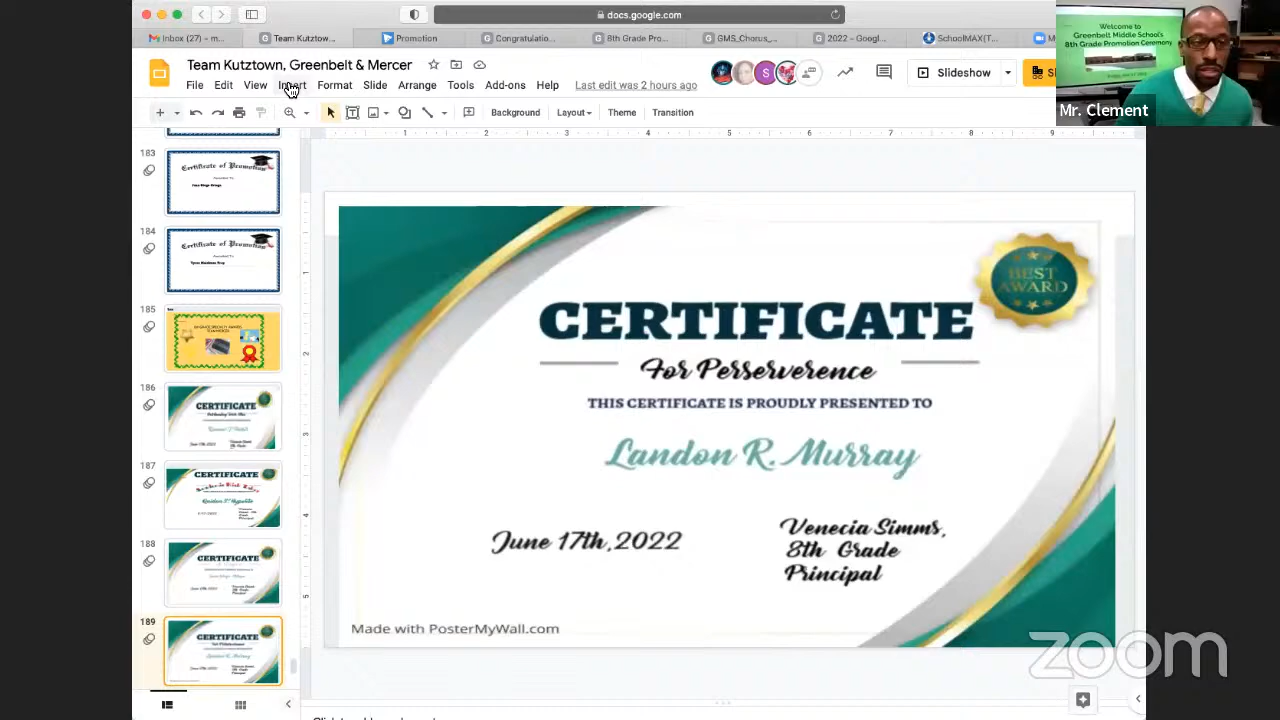 docs.google.com
Inbox (27) – m...
Team Kutztow...
Promotion
Congratulatio...
8th Grade Pro...
GMS_Chorus_...
2022 – Googl...
SchoolMAX(T...
Team Kutztown, Greenbelt & Mercer
File Edit View Insert Format Slide Arrange Tools Add-ons Help Last edit was 2 hours ago
Slideshow
Background Layout Theme Transition
Welcome to
Greenbelt Middle School's
8th Grade Promotion Ceremony
Mr. Clement
183
Certificate of Promotion
184
Certificate of Promotion
185
186
CERTIFICATE
187
CERTIFICATE
188
CERTIFICATE
189
CERTIFICATE
BEST
AWARD
CERTIFICATE
For Perserverence
THIS CERTIFICATE IS PROUDLY PRESENTED TO
Landon R. Murray
June 17th,2022
Venecia Simms,
8th Grade
Principal
Made with PosterMyWall.com
zoom